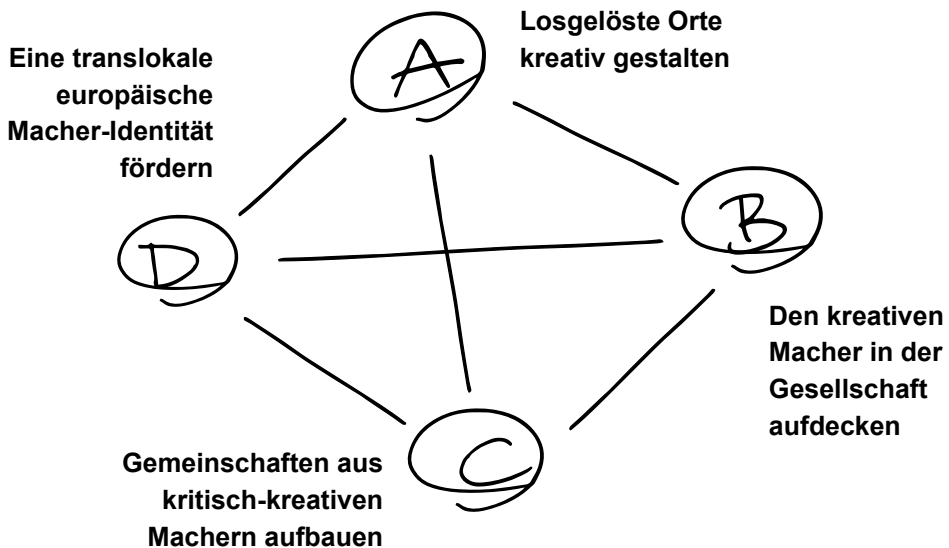 Losgelöste Orte
kreativ gestalten
Eine translokale
europäische
Macher-Identität
fördern
A
B
D
Den kreativen
Macher in der
Gesellschaft
aufdecken
C
Gemeinschaften aus
kritisch-kreativen
Machern aufbauen